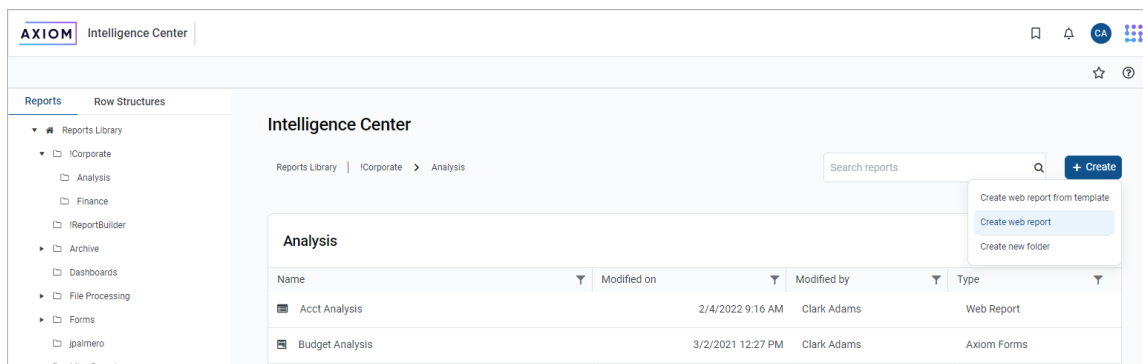 AXIOM Intelligence Center
CA
Reports Row Structures
Reports Library
!Corporate
Analysis
Finance
!ReportBuilder
Archive
Dashboards
File Processing
Forms
jpalmero
Intelligence Center
Reports Library | !Corporate > Analysis
Search reports
+ Create
Create web report from template
Create web report
Create new folder
Analysis
Name Modified on Modified by Type
Acct Analysis 2/4/2022 9:16 AM Clark Adams Web Report
Budget Analysis 3/2/2021 12:27 PM Clark Adams Axiom Forms